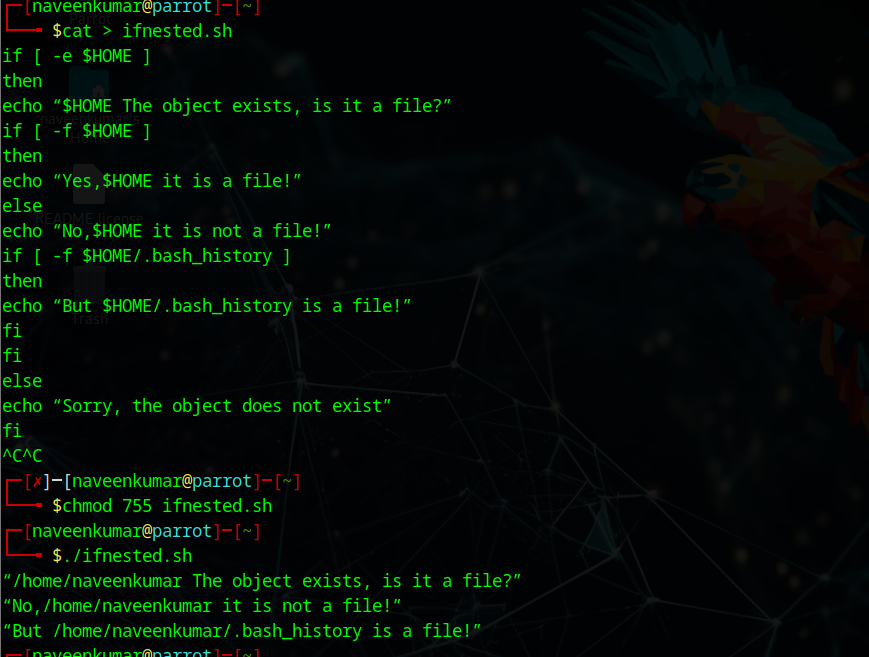 ┌─[naveenkumar@parrot]─[~]
└──╼ $cat > ifnested.sh
if [ -e $HOME ]
then
echo “$HOME The object exists, is it a file?”
if [ -f $HOME ]
then
echo “Yes,$HOME it is a file!”
else
echo “No,$HOME it is not a file!”
if [ -f $HOME/.bash_history ]
then
echo “But $HOME/.bash_history is a file!”
fi
fi
else
echo “Sorry, the object does not exist”
fi
^C^C
┌─[✗]─[naveenkumar@parrot]─[~]
└──╼ $chmod 755 ifnested.sh
┌─[naveenkumar@parrot]─[~]
└──╼ $./ifnested.sh
“/home/naveenkumar The object exists, is it a file?”
“No,/home/naveenkumar it is not a file!”
“But /home/naveenkumar/.bash_history is a file!”
┌─[naveenkumar@parrot]─[~]
Parrot
naveenkumar's
Home
README.license
Trash